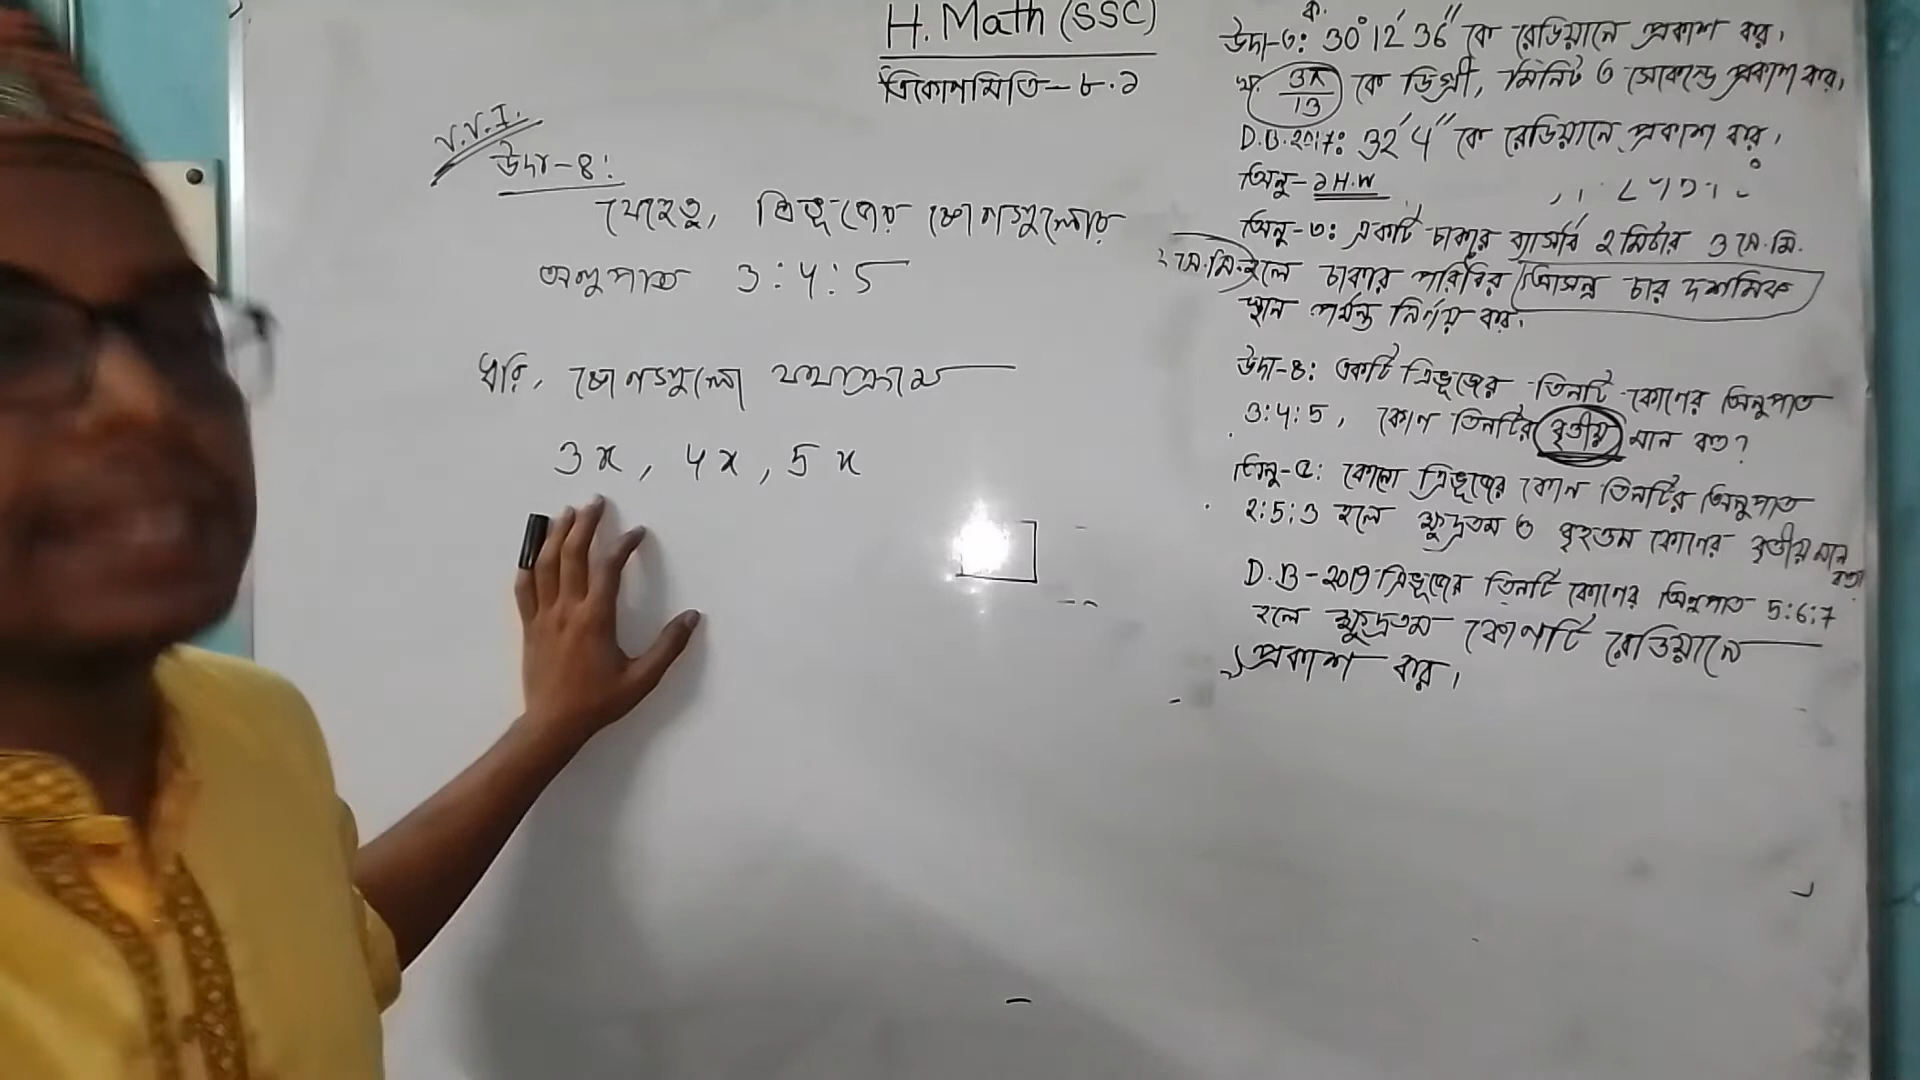 H. Math (SSC)
ত্রিকোণমিতি - ৮.১
V.V.I.
উদা-৪:
যেহেতু, ত্রিভূজের কোণগুলোর
অনুপাত 3:4:5
ধরি, কোণগুলো যথাক্রমে
3x, 4x, 5x
উদা-৩: ক. 30°12'36" কে রেডিয়ানে প্রকাশ কর।
খ. 3π/13 কে ডিগ্রী, মিনিট ও সেকেন্ডে প্রকাশ কর।
D.B.2017: 32'4" কে রেডিয়ানে প্রকাশ কর।
অনু-১ H.W
অনু-৩: একটি চাকার ব্যাসার্ধ ২ মিটার 3 সে.মি.
সে.মি. হলে চাকার পরিধির আসন্ন চার দশমিক
স্থান পর্যন্ত নির্ণয় কর।
উদা-৪: একটি ত্রিভূজের তিনটি কোণের অনুপাত
3:4:5, কোণ তিনটির বৃত্তীয় মান কত?
অনু-৫: কোনো ত্রিভূজের কোণ তিনটির অনুপাত
2:5:3 হলে ক্ষুদ্রতম ও বৃহত্তম কোণের বৃত্তীয় মান
কত?
D.B-2019 ত্রিভূজের তিনটি কোণের অনুপাত 5:6:7
হলে ক্ষুদ্রতম কোণটি রেডিয়ানে
প্রকাশ কর।